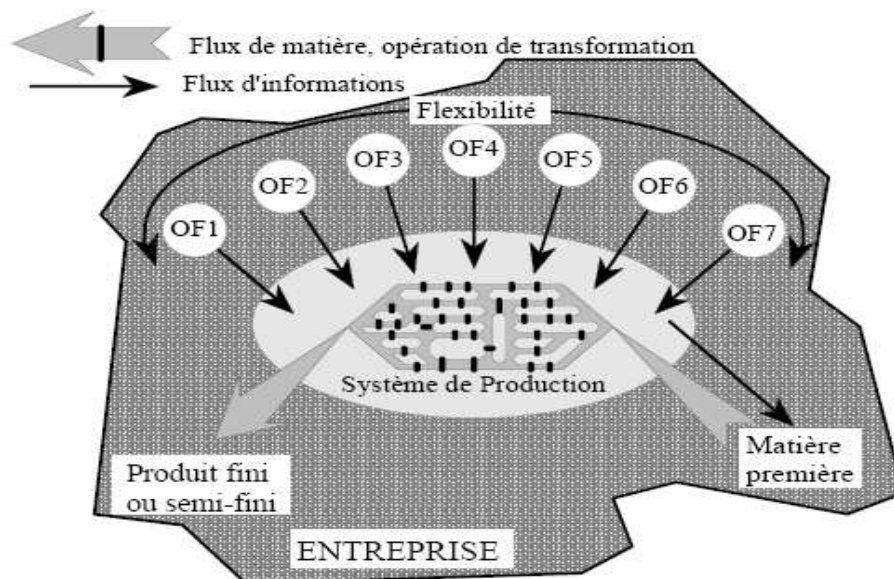 Flux de matière, opération de transformation
Flux d'informations
Flexibilité
OF1
OF2
OF3
OF4
OF5
OF6
OF7
Système de Production
Produit fini
ou semi-fini
Matière
première
ENTREPRISE